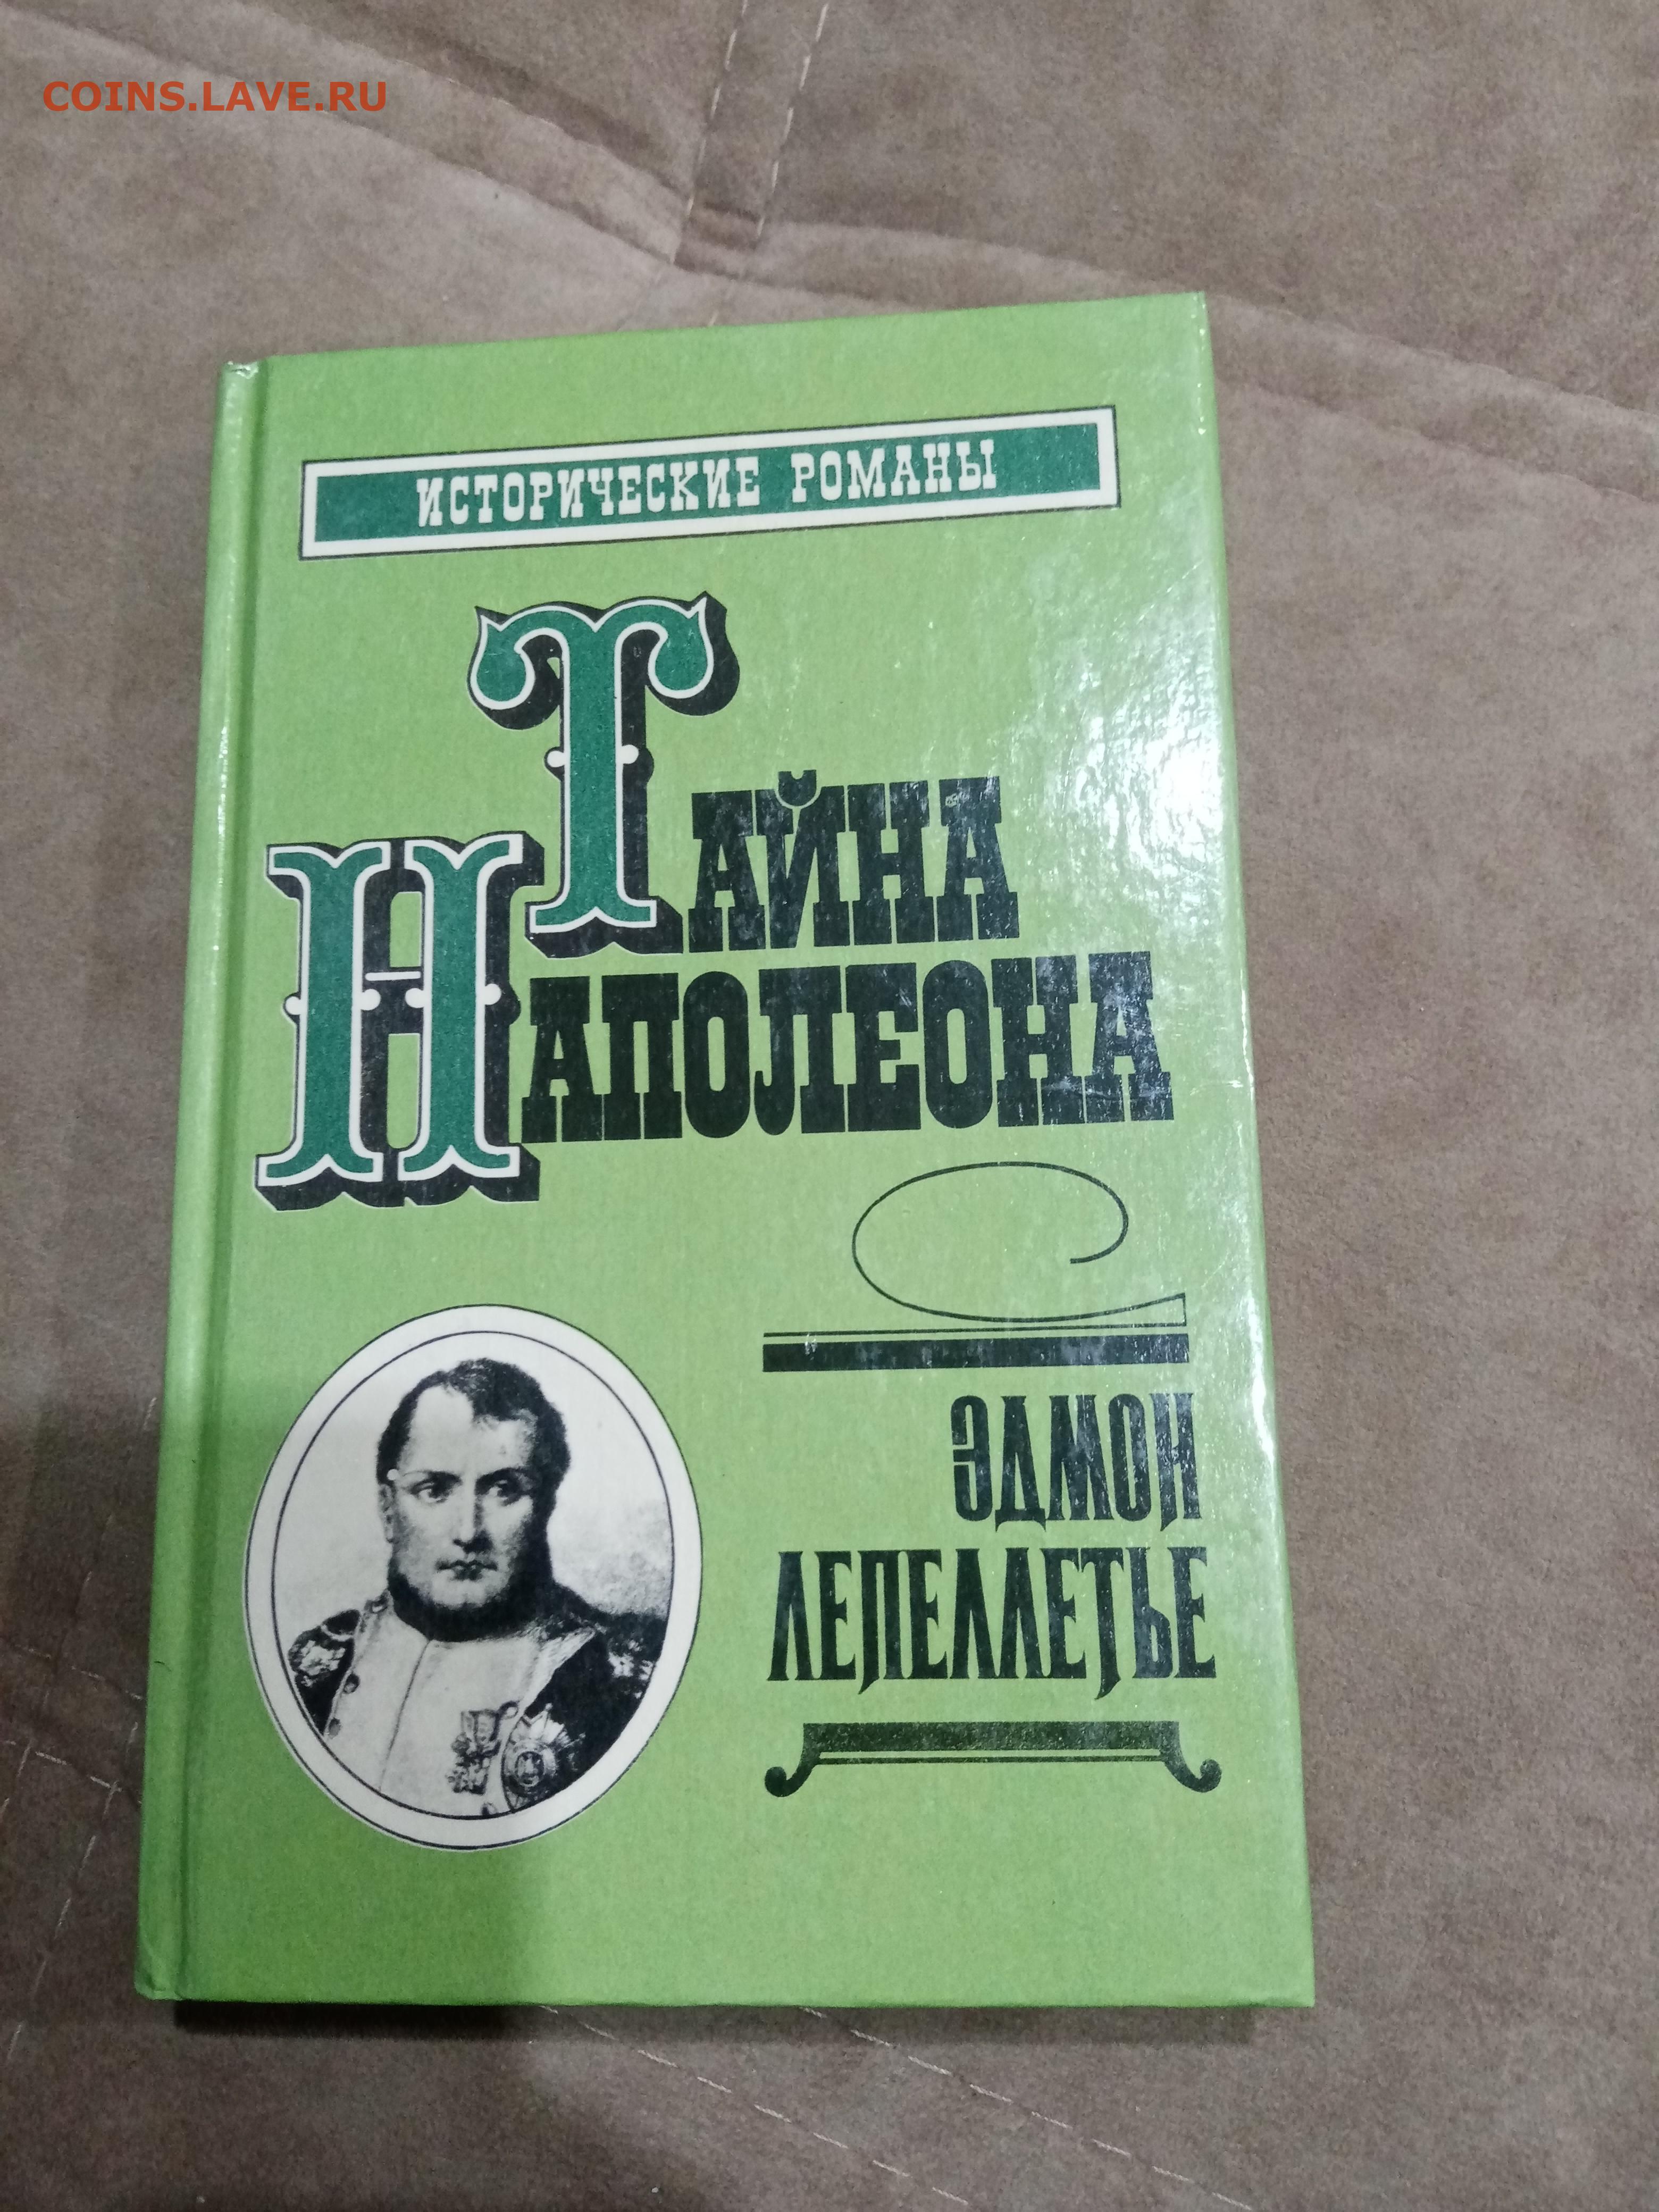 COINS.LAVE.RU
ИСТОРИЧЕСКИЕ РОМАНЫ
ТАЙНА
НАПОЛЕОНА
ЭДМОН
ЛЕПЕЛЛЕТЬЕ